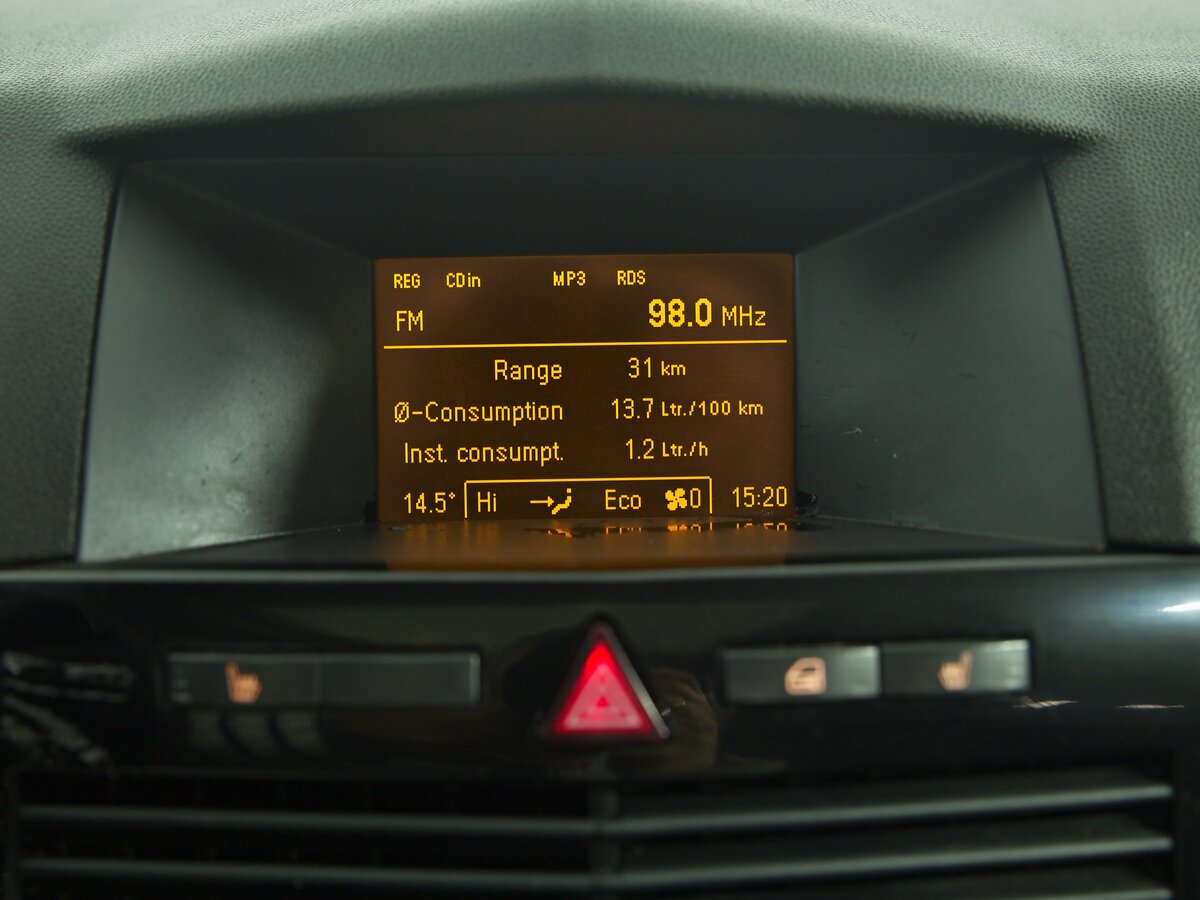 REG CDin MP3 RDS
FM 98.0 MHz
Range 31 km
Ø-Consumption 13.7 Ltr./100 km
Inst. consumpt. 1.2 Ltr./h
14.5° Hi Eco 0 15:20